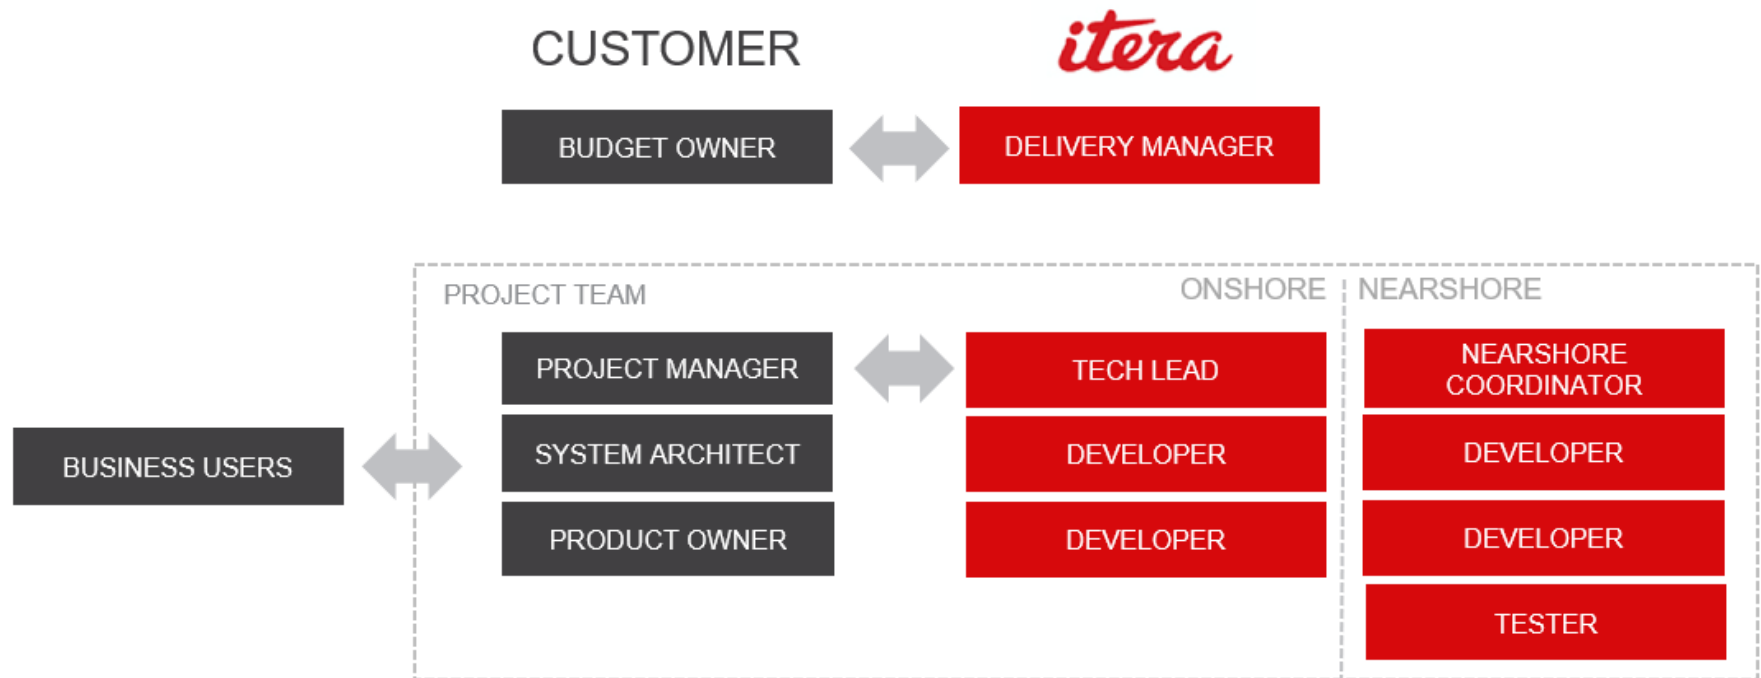 CUSTOMER
itera
BUDGET OWNER
DELIVERY MANAGER
PROJECT TEAM
ONSHORE
NEARSHORE
PROJECT MANAGER
TECH LEAD
NEARSHORE
COORDINATOR
BUSINESS USERS
SYSTEM ARCHITECT
DEVELOPER
DEVELOPER
PRODUCT OWNER
DEVELOPER
DEVELOPER
TESTER